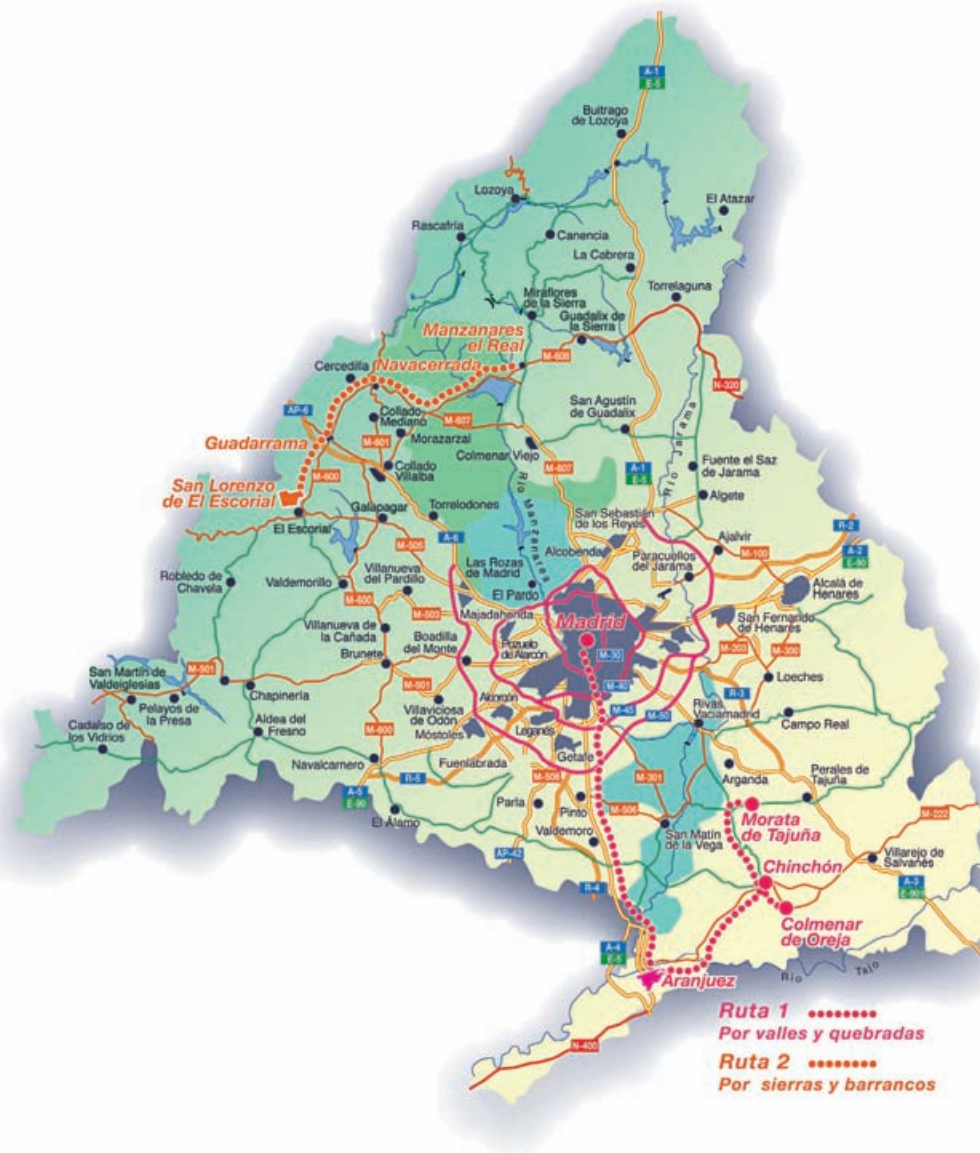 A-1
E-5
Buitrago
de Lozoya
Lozoya
El Atazar
Rascafría
Canencia
La Cabrera
Torrelaguna
Miraflores
de la Sierra
Guadalix de
la Sierra
Manzanares
el Real
M-608
Cercedilla
Navacerrada
N-320
AP-6
Collado
Mediano
San Agustín
de Guadalix
M-607
Guadarrama
M-601
Morazarzal
Colmenar Viejo
Río Jarama
Collado
Villalba
M-607
A-1
E-5
Fuente el Saz
de Jarama
M-600
San Lorenzo
de El Escorial
Algete
Galapagar
Torrelodones
Río Manzanares
San Sebastián
de los Reyes
El Escorial
R-2
A-6
Ajalvir
M-505
Alcobendas
M-100
A-2
E-90
Paracuellos
del Jarama
Robledo de
Chavela
Valdemorillo
Villanueva
del Pardillo
Las Rozas
de Madrid
El Pardo
Alcalá de
Henares
M-600
M-503
Majadahonda
Villanueva de
la Cañada
Madrid
San Fernando
de Henares
Boadilla
del Monte
Pozuelo
de Alarcón
M-30
M-203
M-300
Brunete
San Martín de
Valdeiglesias
M-501
M-501
M-40
Loeches
Chapinería
Alcorcón
R-3
Pelayos de
la Presa
Villaviciosa
de Odón
M-45
M-50
Rivas
Vaciamadrid
Cadalso de
los Vidrios
Aldea del
Fresno
M-600
Móstoles
Leganés
Campo Real
Navalcarnero
Fuenlabrada
Getafe
R-5
M-506
M-301
Arganda
Perales de
Tajuña
A-5
E-90
Parla
Pinto
M-506
Morata
de Tajuña
M-222
El Álamo
Valdemoro
San Matín
de la Vega
AP-42
Chinchón
Villarejo de
Salvanés
R-4
A-3
E-901
Colmenar
de Oreja
A-4
E-5
Aranjuez
Río Tajo
N-400
Ruta 1
Por valles y quebradas
Ruta 2
Por sierras y barrancos